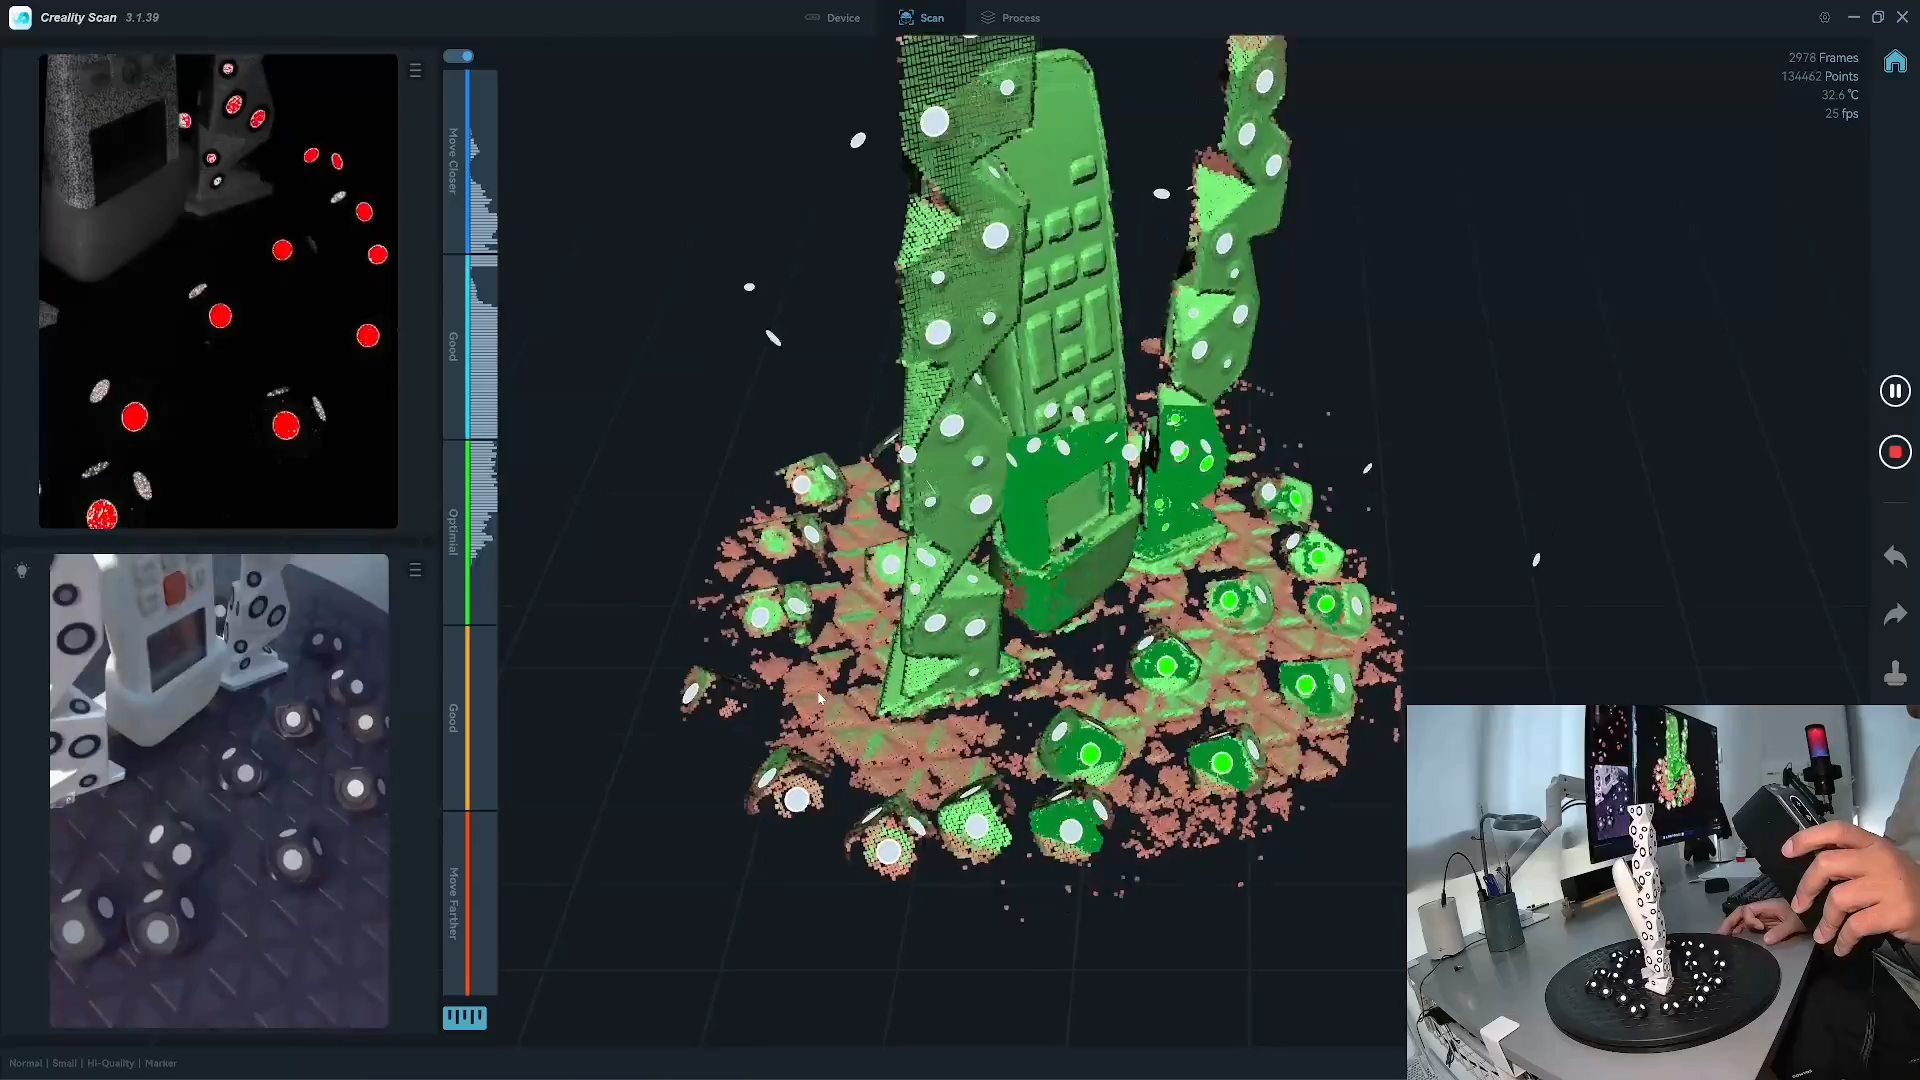 Creality Scan 3.1.39
Device
Scan
Process
2978 Frames
134462 Points
32.6 ℃
25 fps
Move Closer
Good
Optimial
Good
Move Farther
Normal | Small | Hi-Quality | Marker